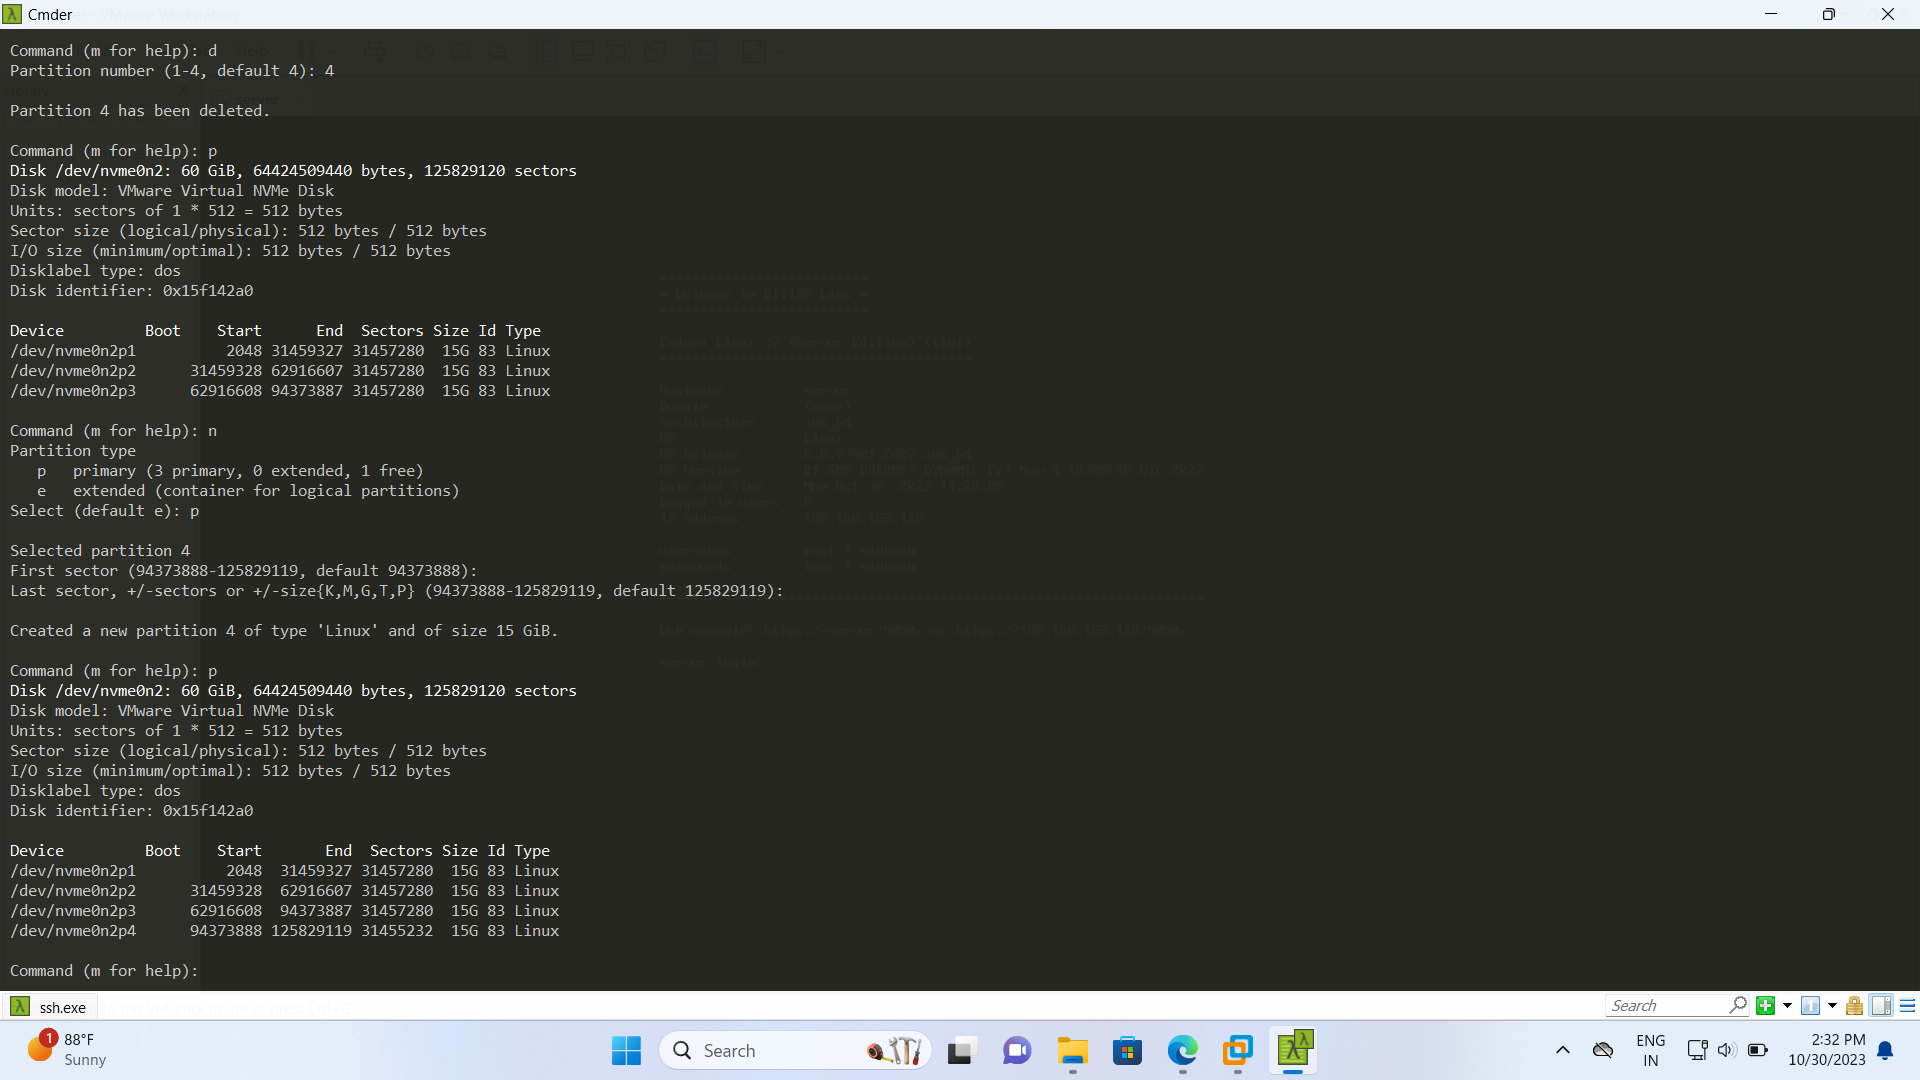 Cmder
Command (m for help): d
Partition number (1-4, default 4): 4
Partition 4 has been deleted.
Command (m for help): p
Disk /dev/nvme0n2: 60 GiB, 64424509440 bytes, 125829120 sectors
Disk model: VMware Virtual NVMe Disk
Units: sectors of 1 * 512 = 512 bytes
Sector size (logical/physical): 512 bytes / 512 bytes
I/O size (minimum/optimal): 512 bytes / 512 bytes
Disklabel type: dos
Disk identifier: 0x15f142a0
Device         Boot    Start      End  Sectors Size Id Type
/dev/nvme0n2p1          2048 31459327 31457280  15G 83 Linux
/dev/nvme0n2p2      31459328 62916607 31457280  15G 83 Linux
/dev/nvme0n2p3      62916608 94373887 31457280  15G 83 Linux
Command (m for help): n
Partition type
   p   primary (3 primary, 0 extended, 1 free)
   e   extended (container for logical partitions)
Select (default e): p
Selected partition 4
First sector (94373888-125829119, default 94373888):
Last sector, +/-sectors or +/-size{K,M,G,T,P} (94373888-125829119, default 125829119):
Created a new partition 4 of type 'Linux' and of size 15 GiB.
Command (m for help): p
Disk /dev/nvme0n2: 60 GiB, 64424509440 bytes, 125829120 sectors
Disk model: VMware Virtual NVMe Disk
Units: sectors of 1 * 512 = 512 bytes
Sector size (logical/physical): 512 bytes / 512 bytes
I/O size (minimum/optimal): 512 bytes / 512 bytes
Disklabel type: dos
Disk identifier: 0x15f142a0
Device         Boot    Start       End  Sectors Size Id Type
/dev/nvme0n2p1          2048  31459327 31457280  15G 83 Linux
/dev/nvme0n2p2      31459328  62916607 31457280  15G 83 Linux
/dev/nvme0n2p3      62916608  94373887 31457280  15G 83 Linux
/dev/nvme0n2p4      94373888 125829119 31455232  15G 83 Linux
Command (m for help):
ssh.exe
Search
1
88°F
Sunny
Search
ENG
IN
2:32 PM
10/30/2023